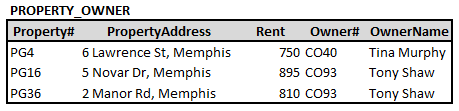 PROPERTY_OWNER
Property# PropertyAddress Rent Owner# OwnerName
PG4 6 Lawrence St, Memphis 750 CO40 Tina Murphy
PG16 5 Novar Dr, Memphis 895 CO93 Tony Shaw
PG36 2 Manor Rd, Memphis 810 CO93 Tony Shaw